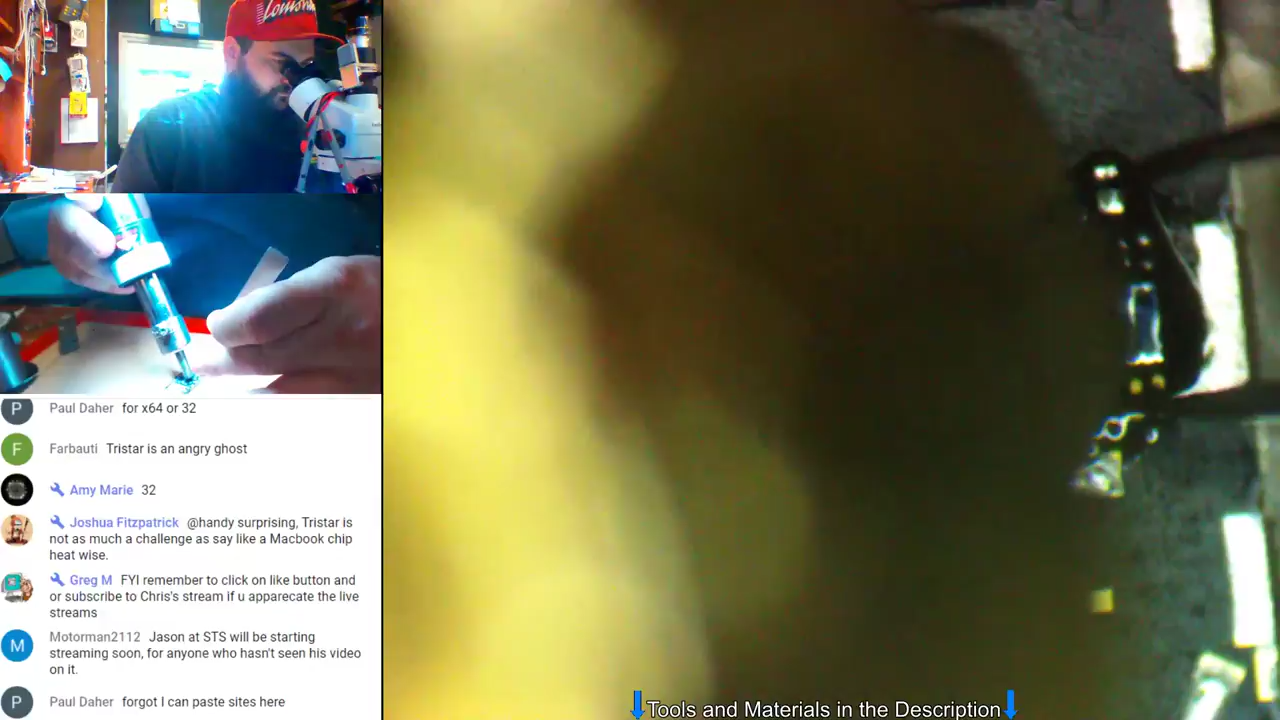 Louisville
P
Paul Daher for x64 or 32
F
Farbauti Tristar is an angry ghost
Amy Marie 32
Joshua Fitzpatrick @handy surprising, Tristar is
not as much a challenge as say like a Macbook chip
heat wise.
Greg M FYI remember to click on like button and
or subscribe to Chris's stream if u apparecate the live
streams
M
Motorman2112 Jason at STS will be starting
streaming soon, for anyone who hasn't seen his video
on it.
P
Paul Daher forgot I can paste sites here
Tools and Materials in the Description